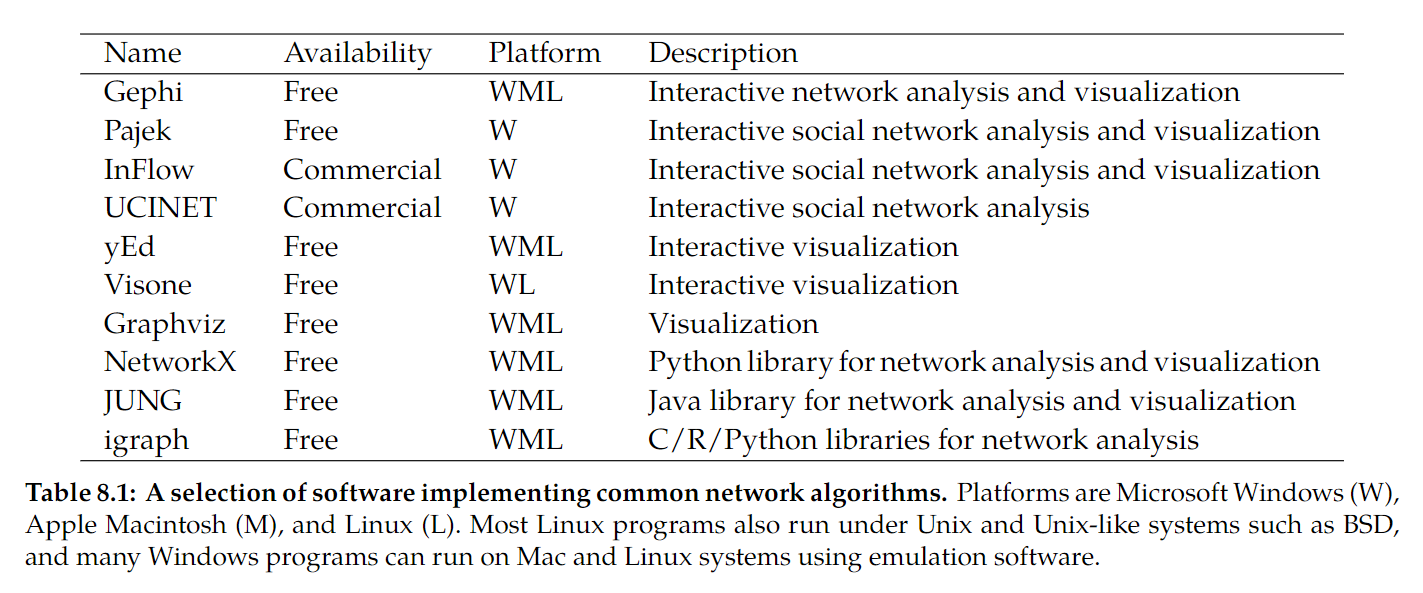 Name Availability Platform Description
Gephi Free WML Interactive network analysis and visualization
Pajek Free W Interactive social network analysis and visualization
InFlow Commercial W Interactive social network analysis and visualization
UCINET Commercial W Interactive social network analysis
yEd Free WML Interactive visualization
Visone Free WL Interactive visualization
Graphviz Free WML Visualization
NetworkX Free WML Python library for network analysis and visualization
JUNG Free WML Java library for network analysis and visualization
igraph Free WML C/R/Python libraries for network analysis
Table 8.1: A selection of software implementing common network algorithms. Platforms are Microsoft Windows (W),
Apple Macintosh (M), and Linux (L). Most Linux programs also run under Unix and Unix-like systems such as BSD,
and many Windows programs can run on Mac and Linux systems using emulation software.